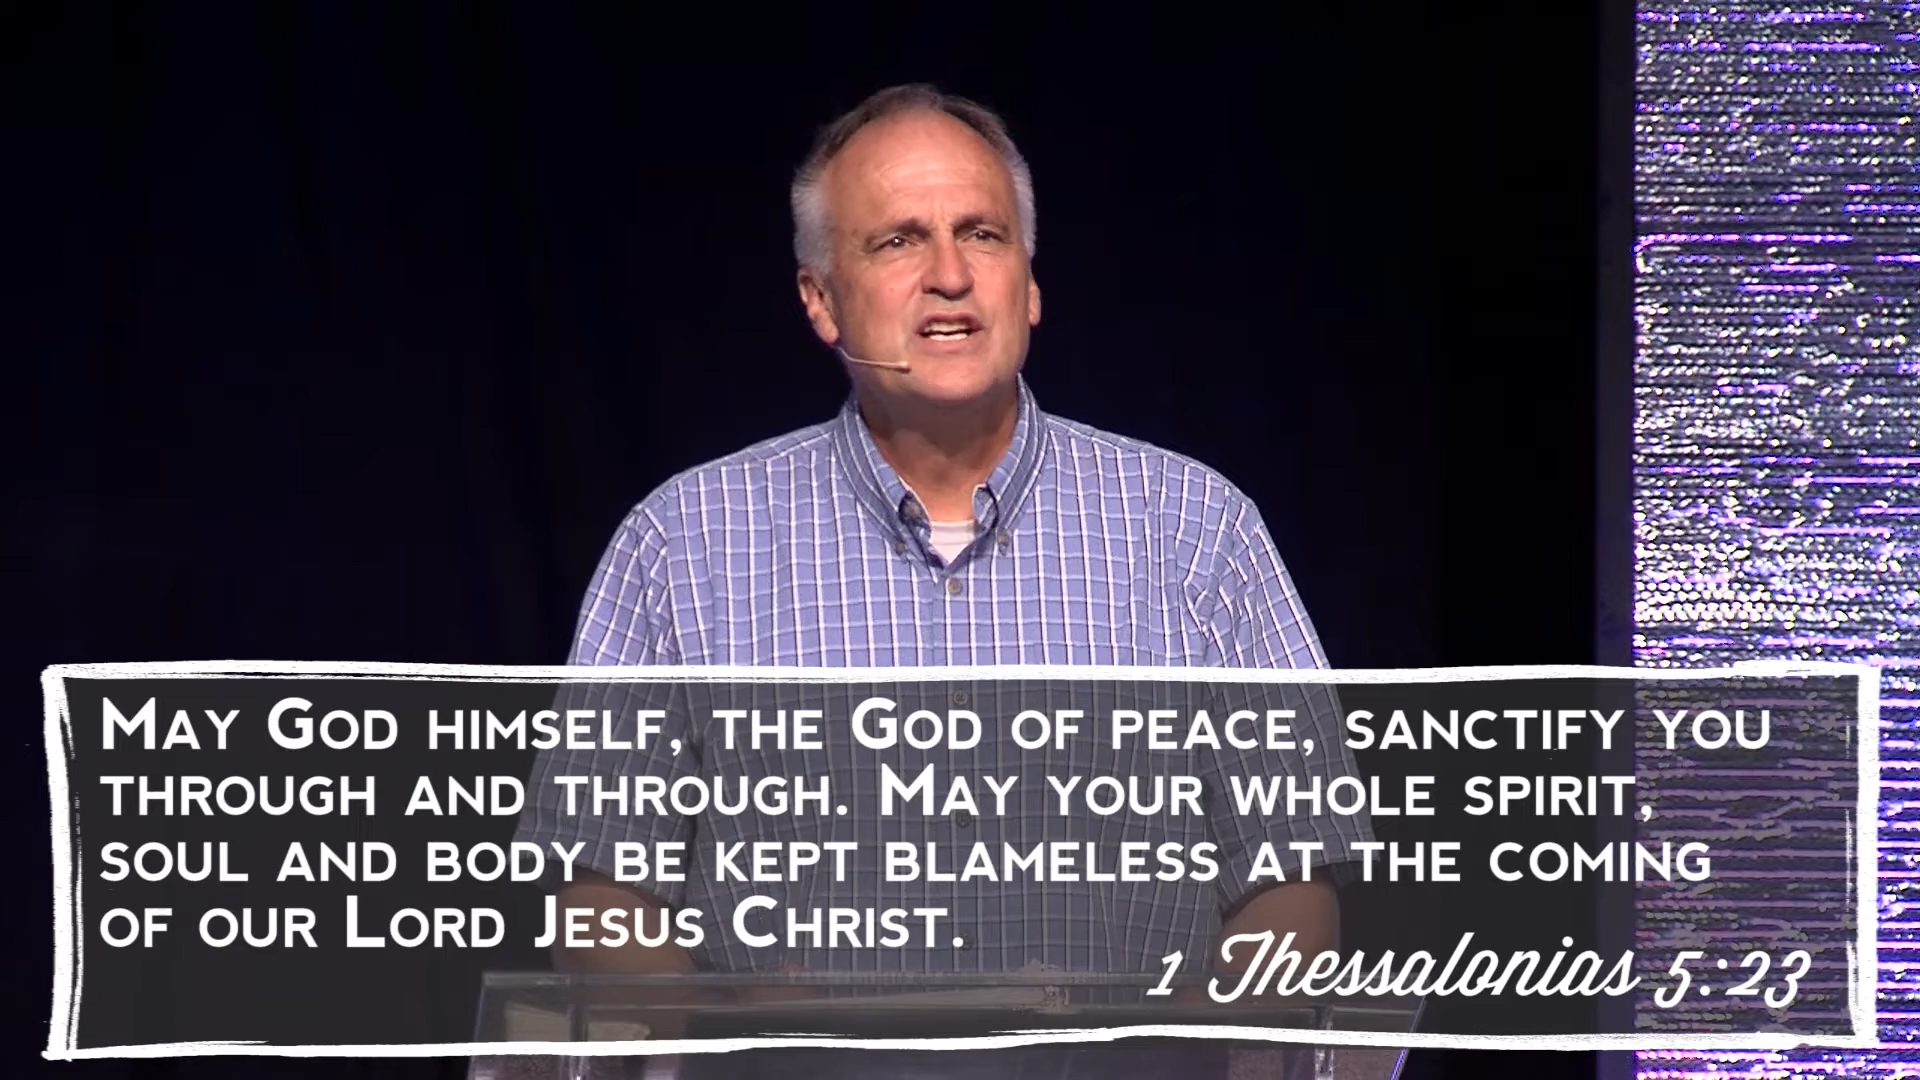 May God himself, the God of peace, sanctify you
through and through. May your whole spirit,
soul and body be kept blameless at the coming
of our Lord Jesus Christ.
1 Thessalonias 5:23